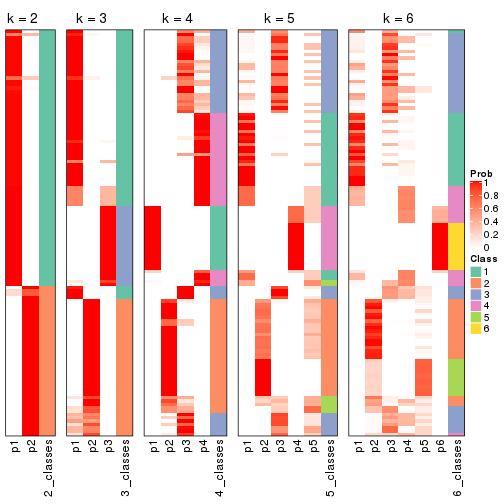 k = 2
k = 3
k = 4
k = 5
k = 6
Prob
1
0.8
0.6
0.4
0.2
0
Class
1
2
3
4
5
6
p1
p2
2_classes
p1
p2
p3
3_classes
p1
p2
p3
p4
4_classes
p1
p2
p3
p4
p5
5_classes
p1
p2
p3
p4
p5
p6
6_classes